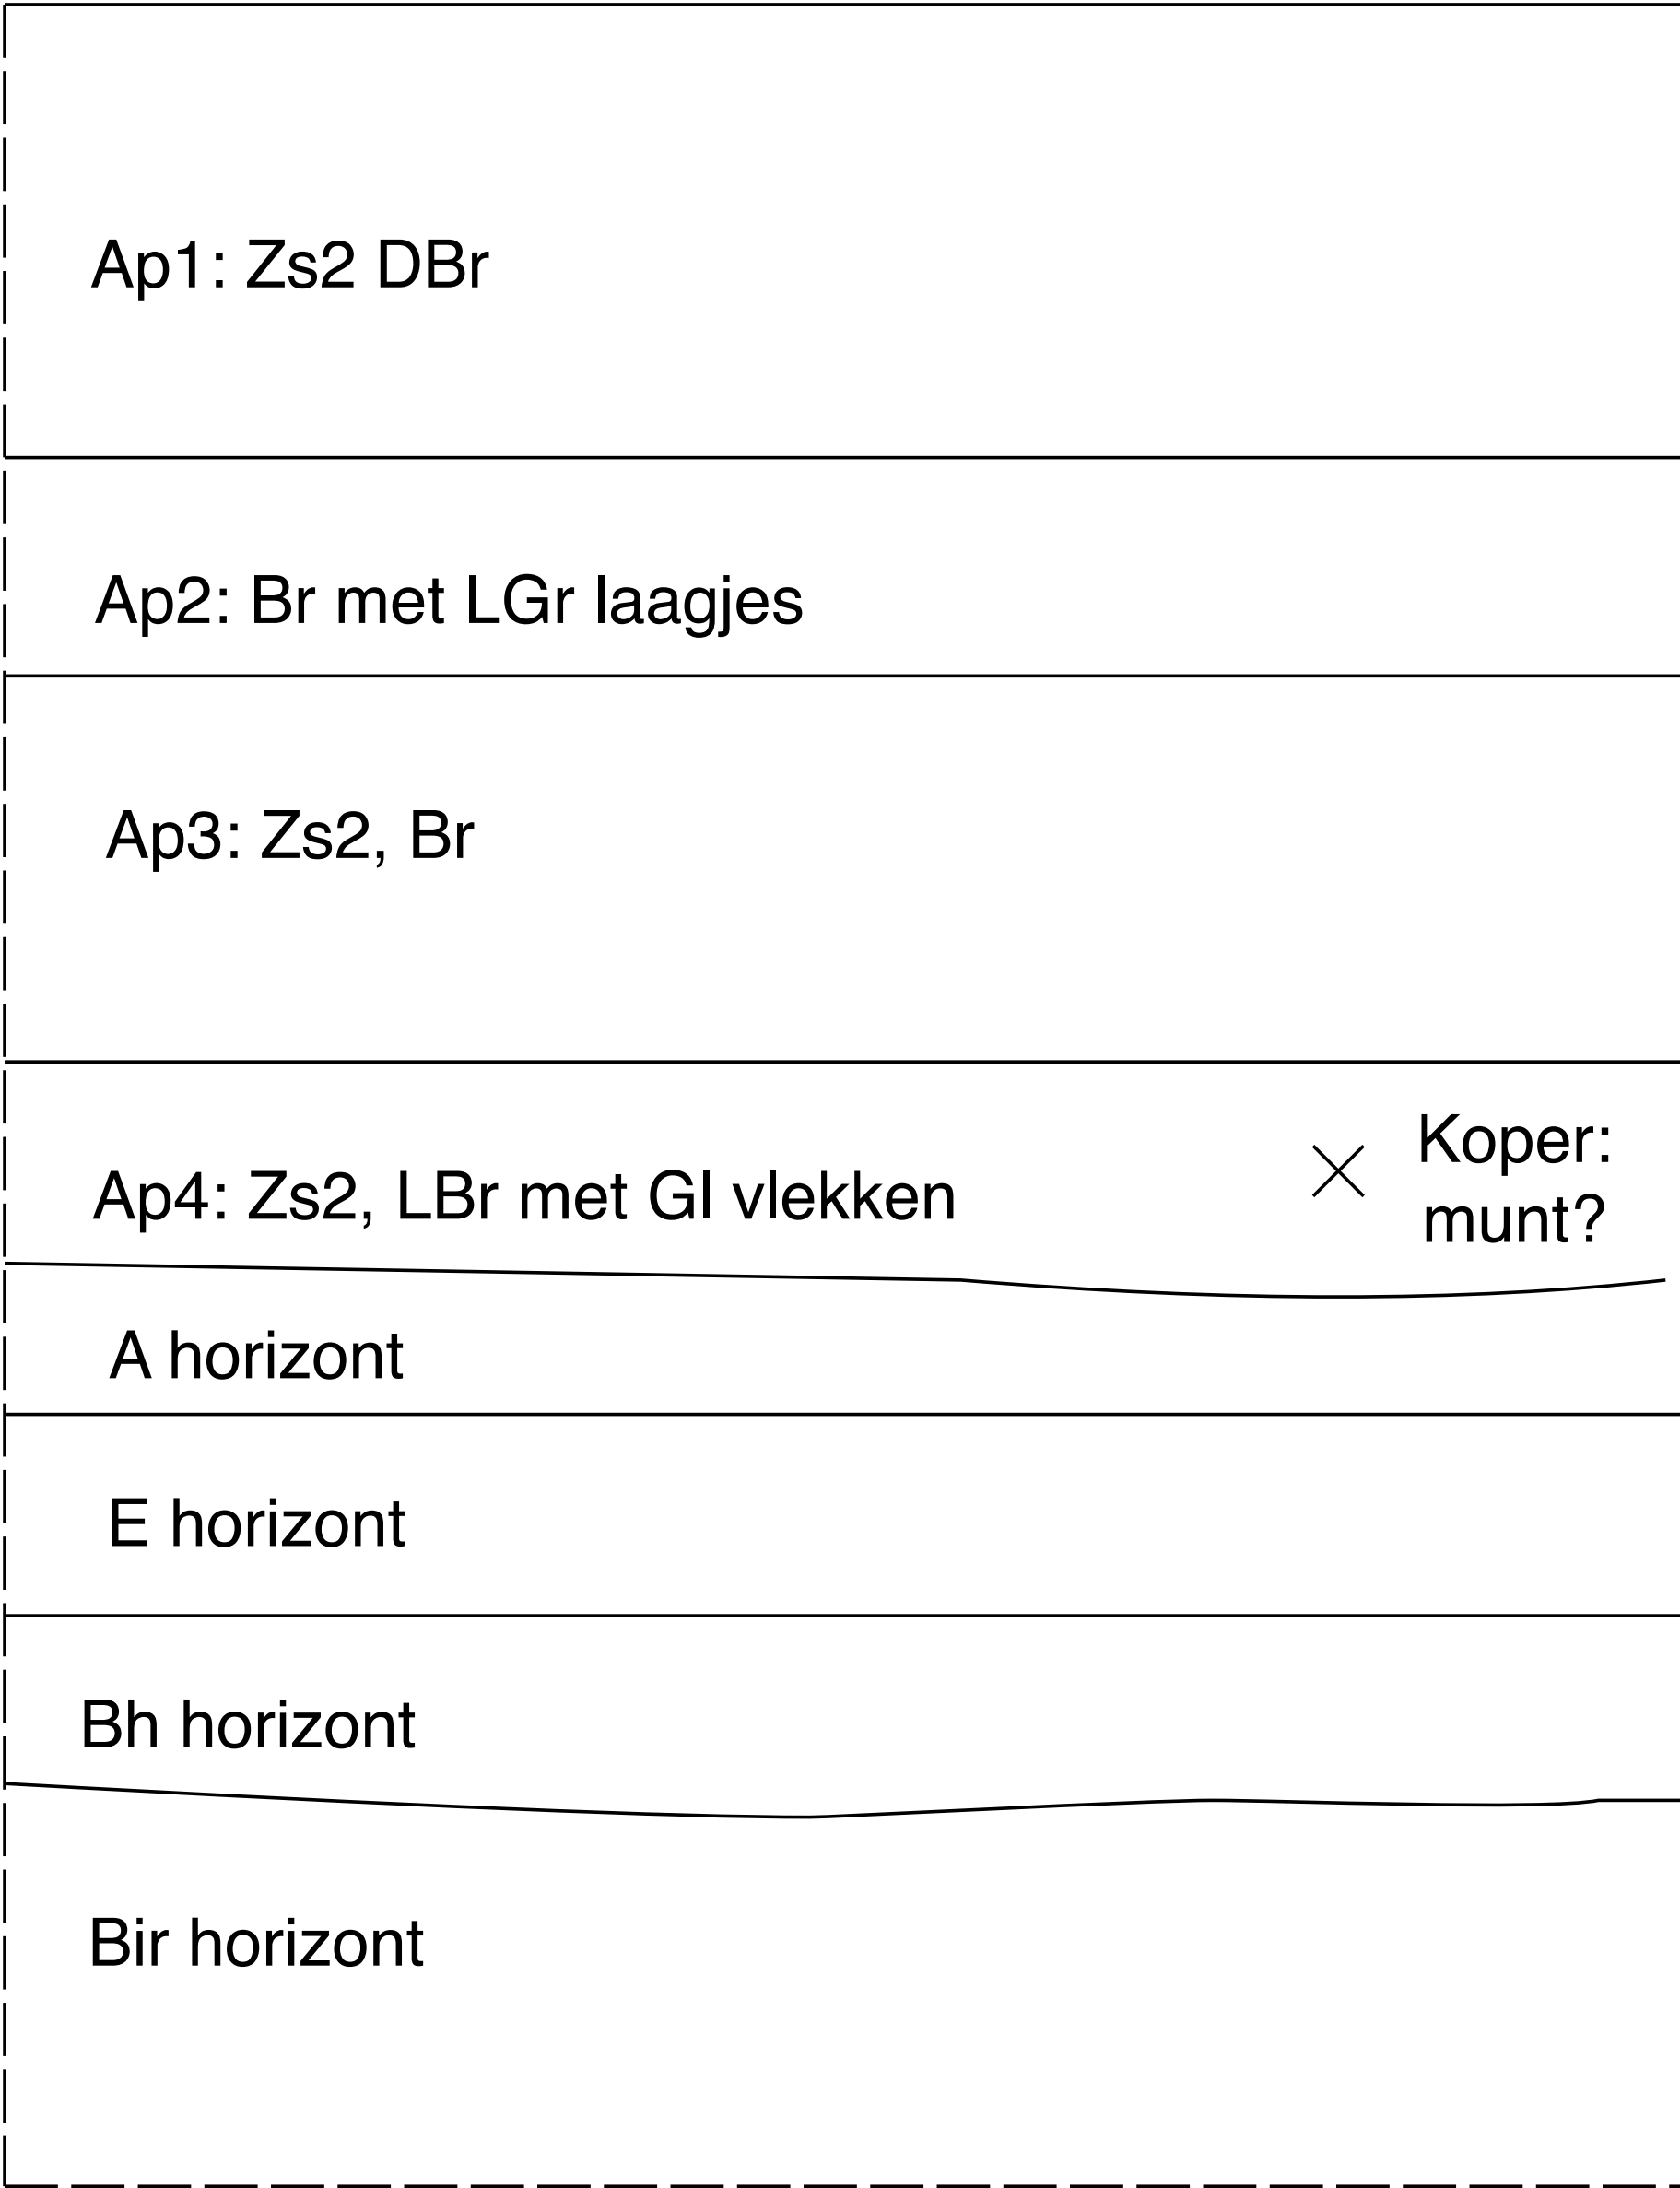 Ap1: Zs2 DBr
Ap2: Br met LGr laagjes
Ap3: Zs2, Br
Koper:
munt?
Ap4: Zs2, LBr met Gl vlekken
A horizont
E horizont
Bh horizont
Bir horizont